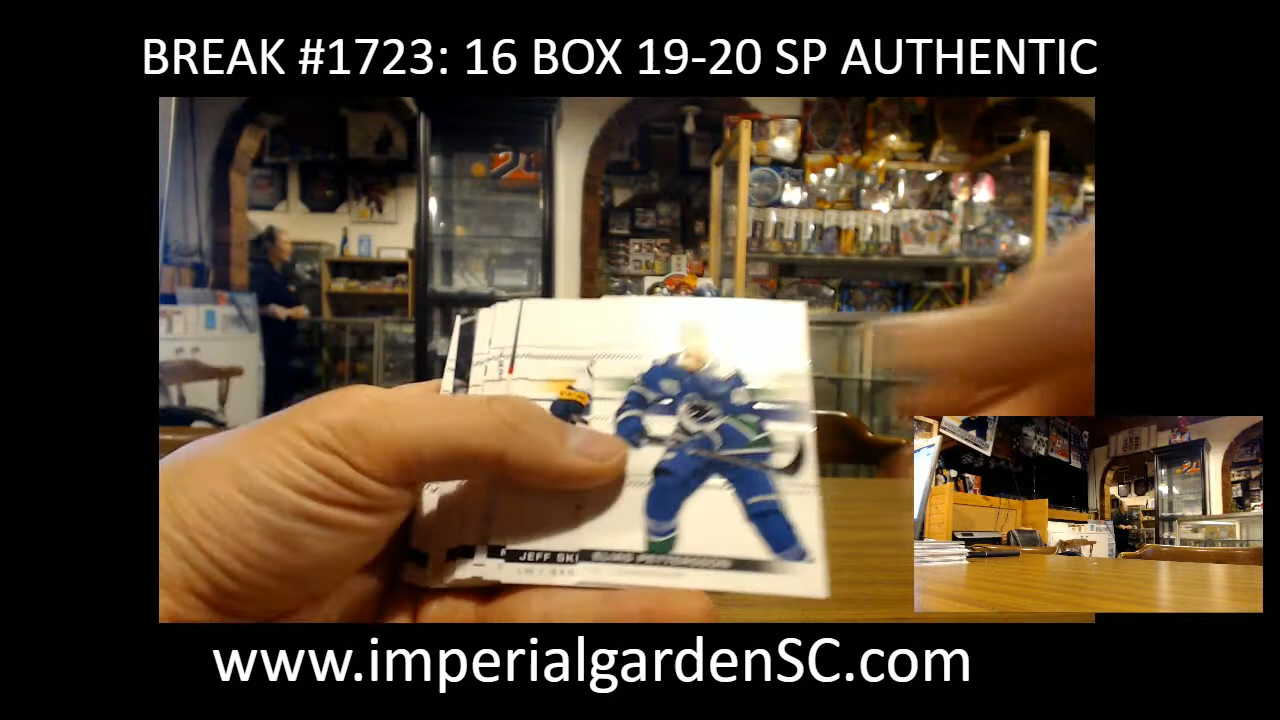 BREAK #1723: 16 BOX 19-20 SP AUTHENTIC
JEFF SKI
ELIAS PETTERSSON
www.imperialgardenSC.com